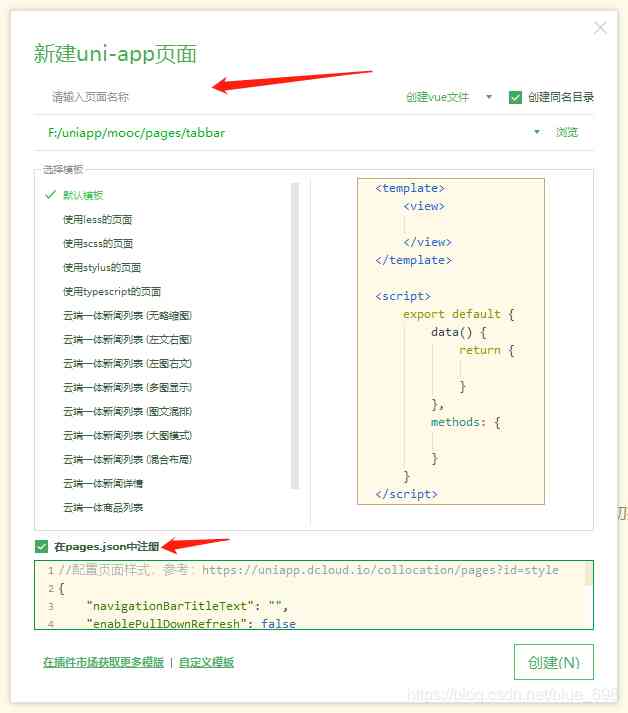 新建uni-app页面
请输入页面名称 创建vue文件 创建同名目录
F:/uniapp/mooc/pages/tabbar 浏览
选择模板
默认模板
使用less的页面
使用scss的页面
使用stylus的页面
使用typescript的页面
云端一体新闻列表 (无略缩图)
云端一体新闻列表 (左文右图)
云端一体新闻列表 (左图右文)
云端一体新闻列表 (多图显示)
云端一体新闻列表 (图文混排)
云端一体新闻列表 (大图模式)
云端一体新闻列表 (混合布局)
云端一体新闻详情
云端一体商品列表
<template>
<view>
</view>
</template>
<script>
export default {
data() {
return {
}
},
methods: {
}
}
</script>
在pages.json中注册
1 //配置页面样式，参考：https://uniapp.dcloud.io/collocation/pages?id=style
2 {
3 "navigationBarTitleText": "",
4 "enablePullDownRefresh": false
在插件市场获取更多模版 | 自定义模板
创建(N)